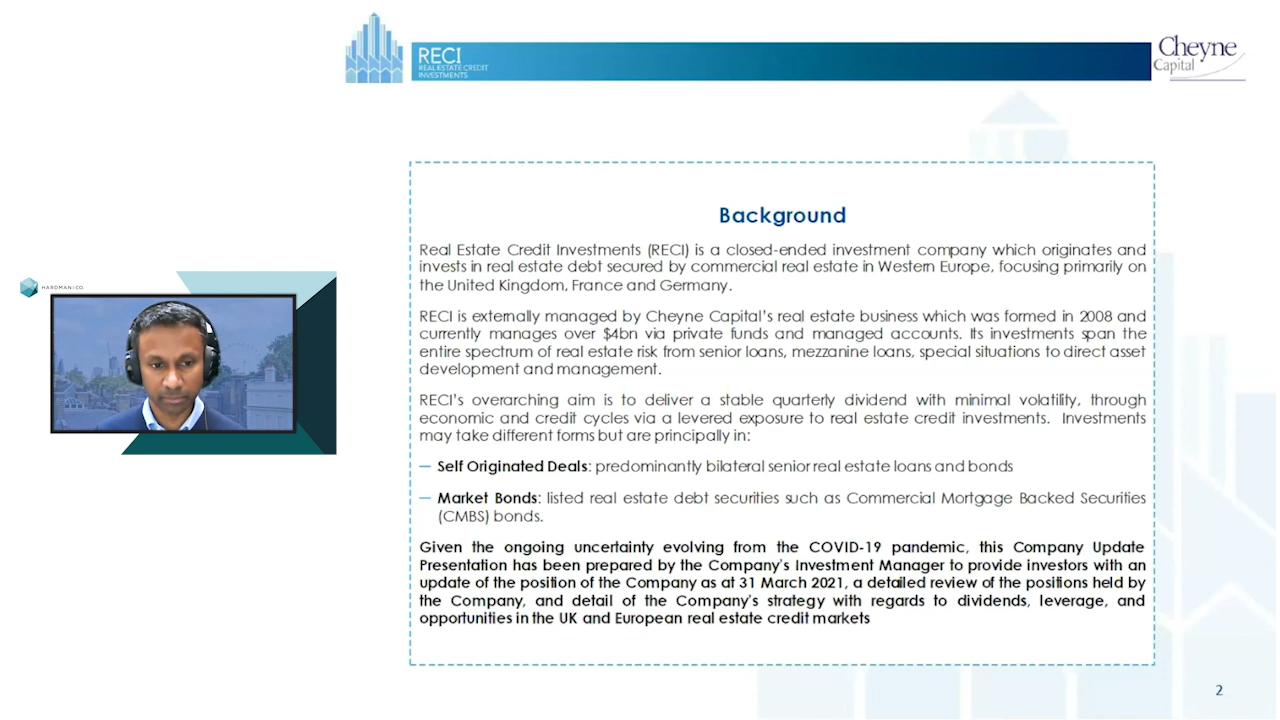 RECI
REAL ESTATE CREDIT
INVESTMENTS
Cheyne
Capital
HARDMAN&CO.
Background
Real Estate Credit Investments (RECI) is a closed-ended investment company which originates and
invests in real estate debt secured by commercial real estate in Western Europe, focusing primarily on
the United Kingdom, France and Germany.
RECI is externally managed by Cheyne Capital's real estate business which was formed in 2008 and
currently manages over $4bn via private funds and managed accounts. Its investments span the
entire spectrum of real estate risk from senior loans, mezzanine loans, special situations to direct asset
development and management.
RECI's overarching aim is to deliver a stable quarterly dividend with minimal volatility, through
economic and credit cycles via a levered exposure to real estate credit investments. Investments
may take different forms but are principally in:
— Self Originated Deals: predominantly bilateral senior real estate loans and bonds
— Market Bonds: listed real estate debt securities such as Commercial Mortgage Backed Securities
(CMBS) bonds.
Given the ongoing uncertainty evolving from the COVID-19 pandemic, this Company Update
Presentation has been prepared by the Company's Investment Manager to provide investors with an
update of the position of the Company as at 31 March 2021, a detailed review of the positions held by
the Company, and detail of the Company's strategy with regards to dividends, leverage, and
opportunities in the UK and European real estate credit markets
2